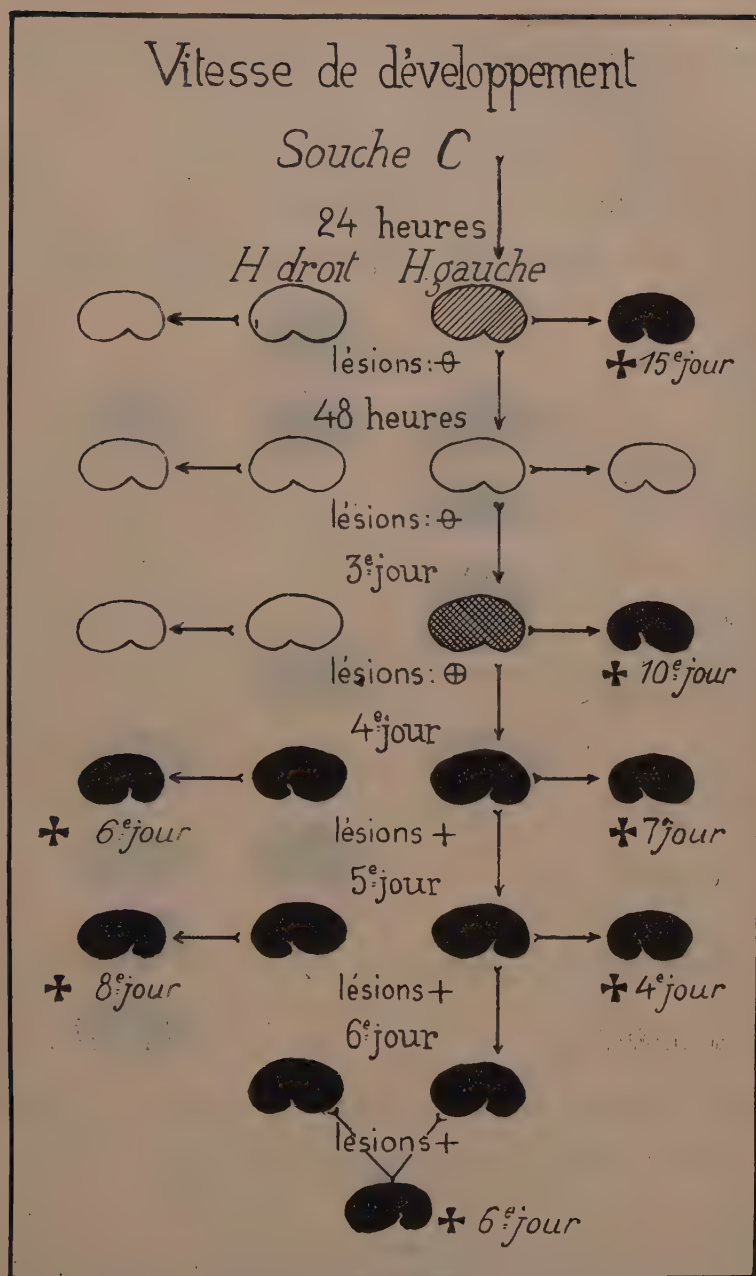 Vitesse de développement
Souche C
24 heures
H droit H.gauche
lésions: ɵ
✠ 15e jour
48 heures
lésions: ɵ
3e jour
lésions: ⊕
✠ 10e jour
4e jour
✠ 6e jour
lésions +
✠ 7e jour
5e jour
✠ 8e jour
lésions +
✠ 4e jour
6e jour
lésions +
✠ 6e jour